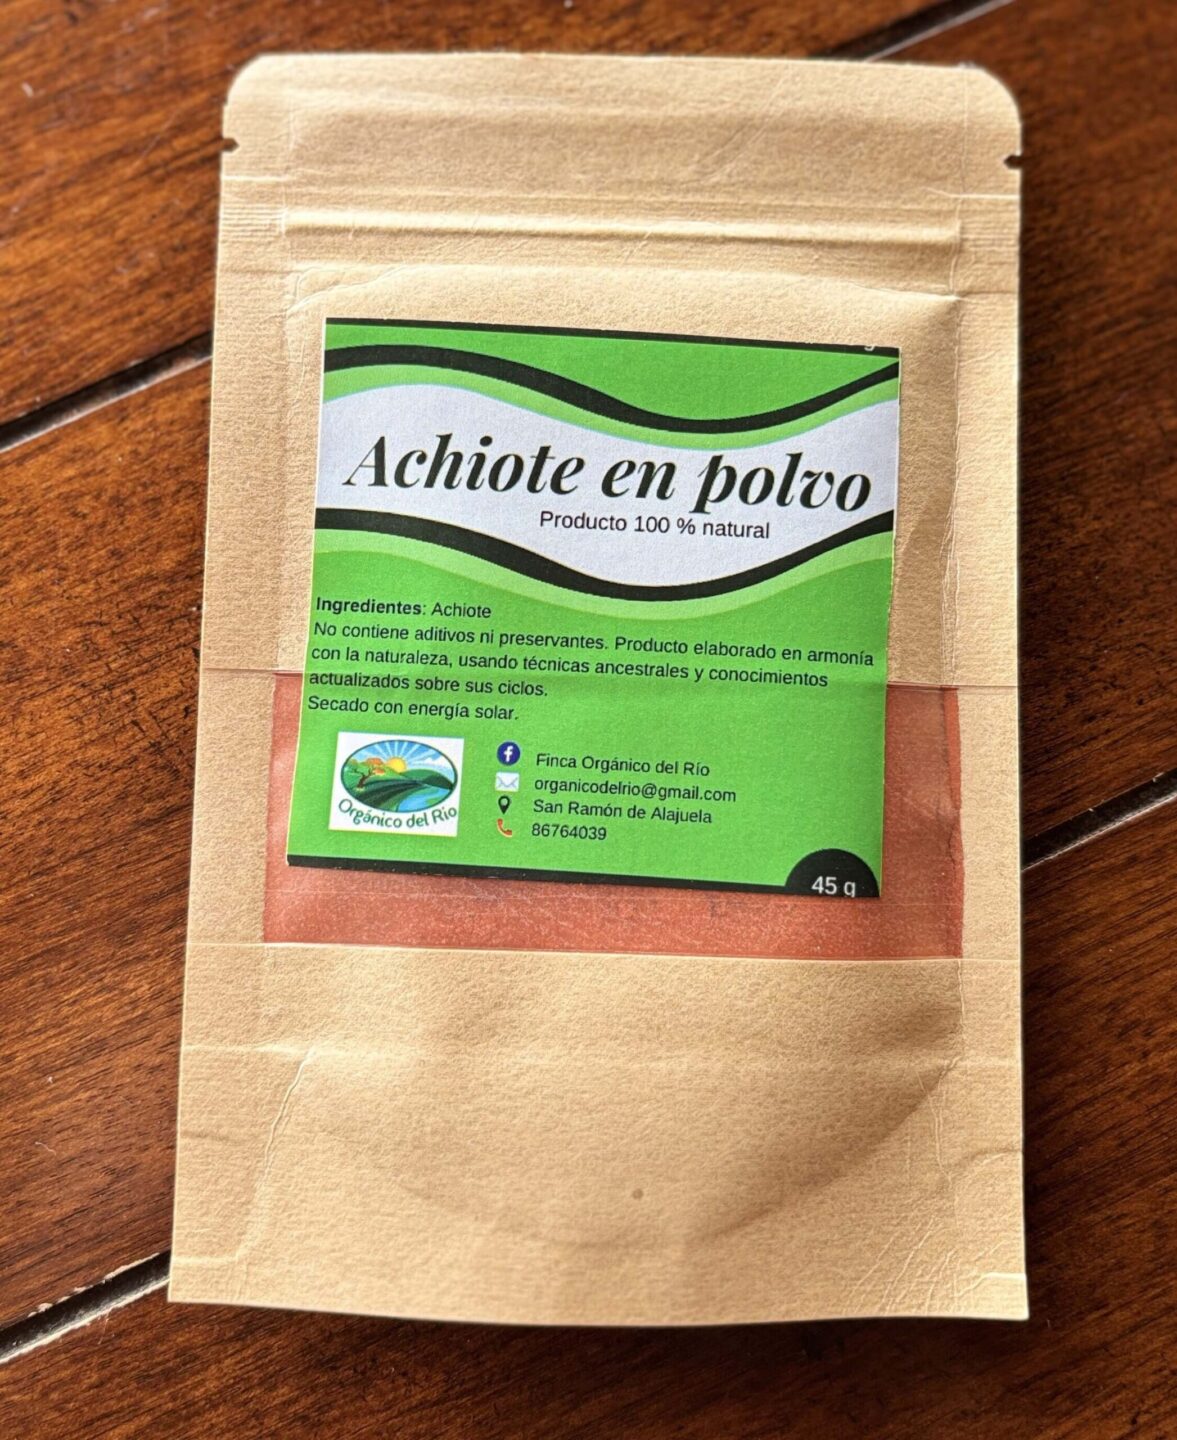 Achiote en polvo
Producto 100 % natural
Ingredientes: Achiote
No contiene aditivos ni preservantes. Producto elaborado en armonía
con la naturaleza, usando técnicas ancestrales y conocimientos
actualizados sobre sus ciclos.
Secado con energía solar.
Orgánico del Rio
Finca Orgánico del Río
organicodelrio@gmail.com
San Ramón de Alajuela
86764039
45 g